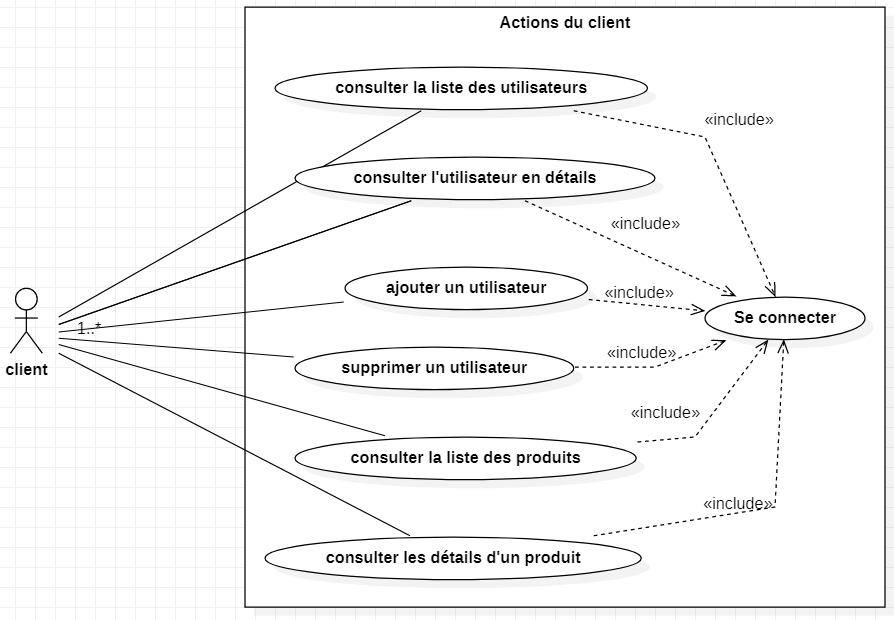 Actions du client
consulter la liste des utilisateurs
«include»
consulter l'utilisateur en détails
«include»
ajouter un utilisateur
«include»
Se connecter
1..*
client
supprimer un utilisateur
«include»
consulter la liste des produits
«include»
consulter les détails d'un produit
«include»